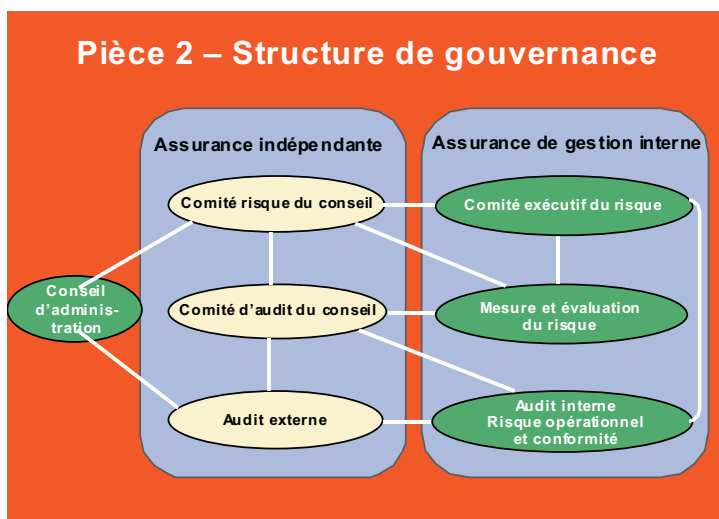 Pièce 2 – Structure de gouvernance
Assurance indépendante
Assurance de gestion interne
Comité risque du conseil
Comité exécutif du risque
Conseil
d'adminis-
tration
Comité d'audit du conseil
Mesure et évaluation
du risque
Audit externe
Audit interne
Risque opérationnel
et conformité